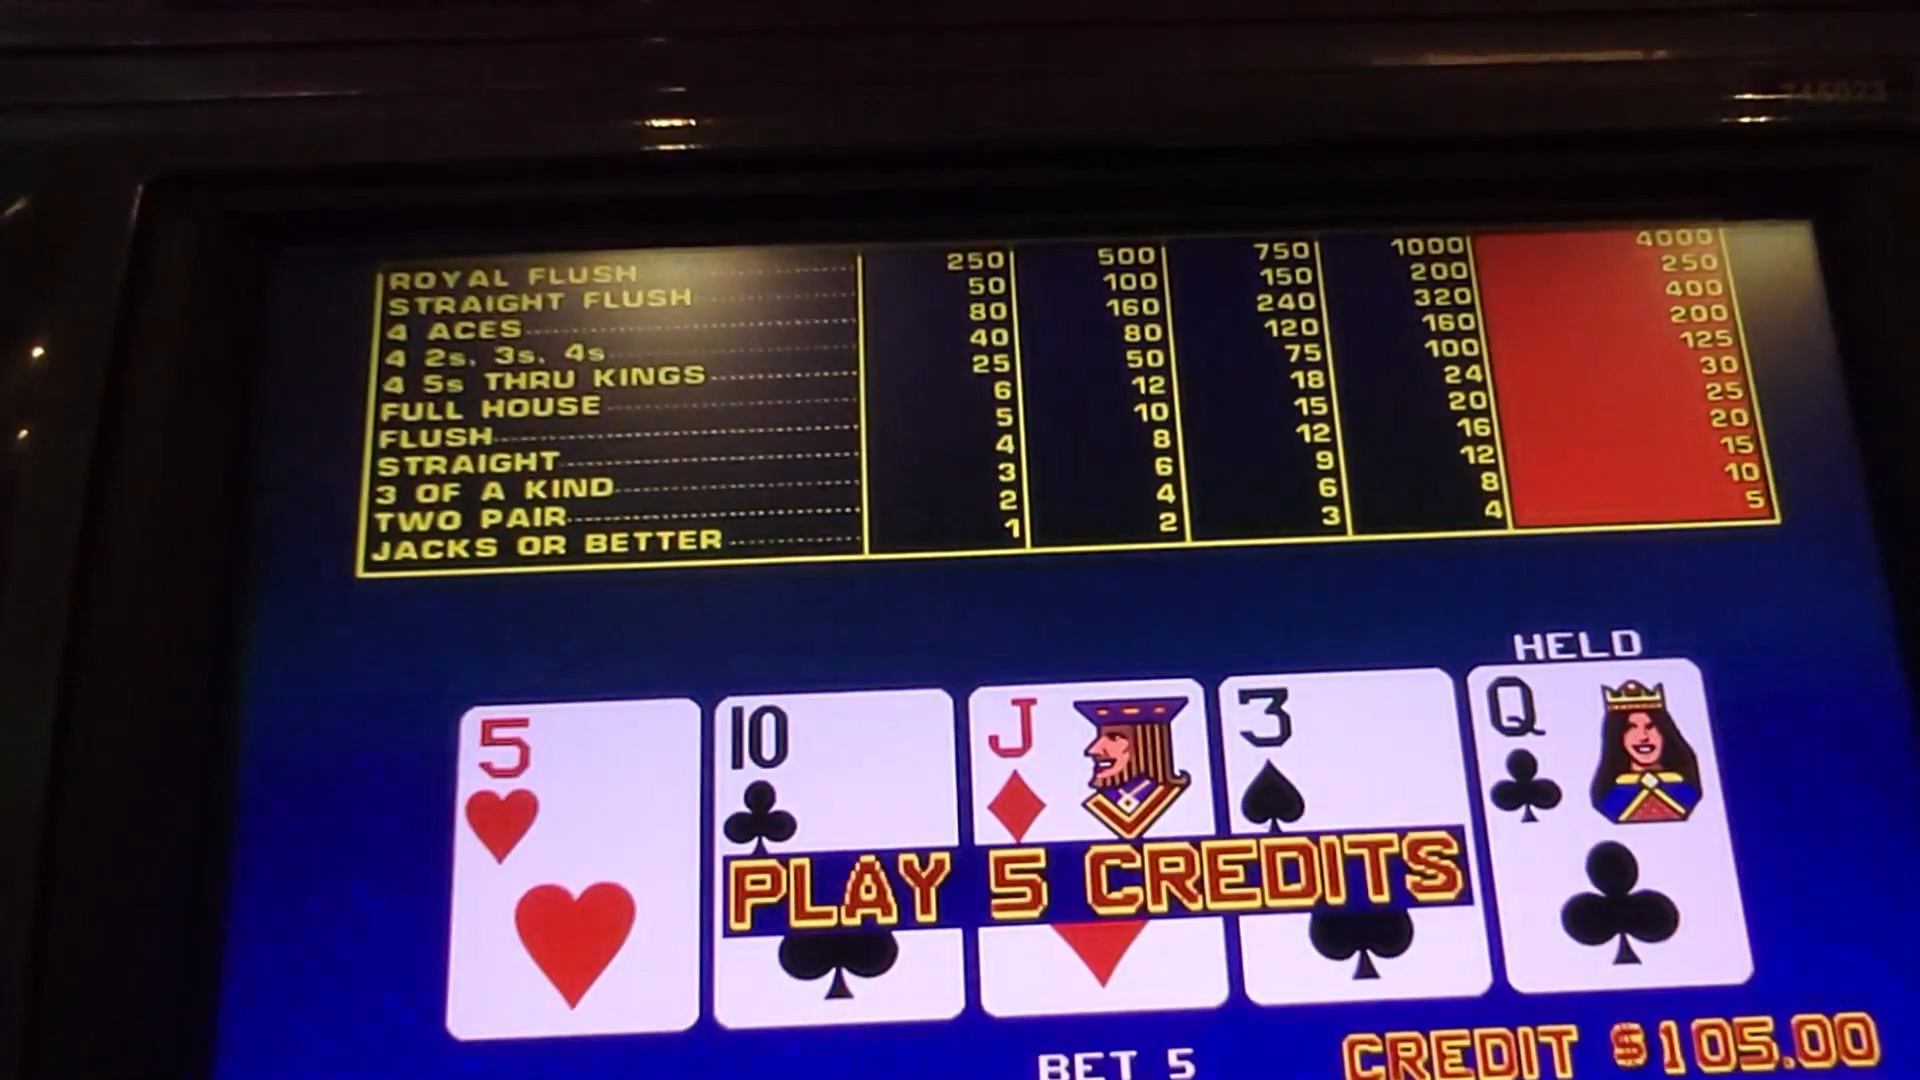 745023
ROYAL FLUSH 250 500 750 1000 4000
STRAIGHT FLUSH 50 100 150 200 250
4 ACES 80 160 240 320 400
4 2s, 3s, 4s 40 80 120 160 200
4 5s THRU KINGS 25 50 75 100 125
FULL HOUSE 6 12 18 24 30
FLUSH 5 10 15 20 25
STRAIGHT 4 8 12 16 20
3 OF A KIND 3 6 9 12 15
TWO PAIR 2 4 6 8 10
JACKS OR BETTER 1 2 3 4 5
HELD
5 10 J 3 Q
PLAY 5 CREDITS
BET 5 CREDIT $105.00